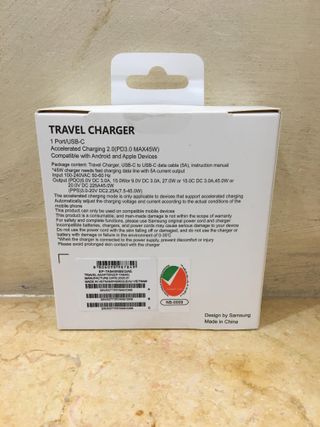 TRAVEL CHARGER
1 Port/USB-C
Accelerated Charging 2.0(PD3.0 MAX45W)
Compatible with Android and Apple Devices
Package content: Travel Charger, USB-C to USB-C data cable (5A), instruction manual
*45W charger needs fast charging data line with 5A current output
Input 100-240VAC 50-60 Hz
Output (PDO)5.0V DC 3.0A, 15.0Wor 9.0V DC 3.0A, 27.0W or 15.0C DC 3.0A,45.0W or
20.0V DC 225A45.0W
The accelerated charging mode is only applicable to devices that support accelerated charging
Automatically adjust the charging voltage and current according to the actual conditions of the
mobile phone
This product can only be used on compatible mobile devices
This product is a consumable, and man-made damage is not within the scope of warranty
For safety and complete functions, please use Samsung original power cord and charger
Incompatible batteries, chargers, and power cards may cause serious damage to your device
Do not use the power cord with the skin falling off or damaged, and do not use the charger or
battery with damage or failure in the environment of 0-35°C
*When the charger is connected to the power supply, prevent discomfort or injury
Please avoid prolonged contact with the charger
Design by Samsung
Made in China